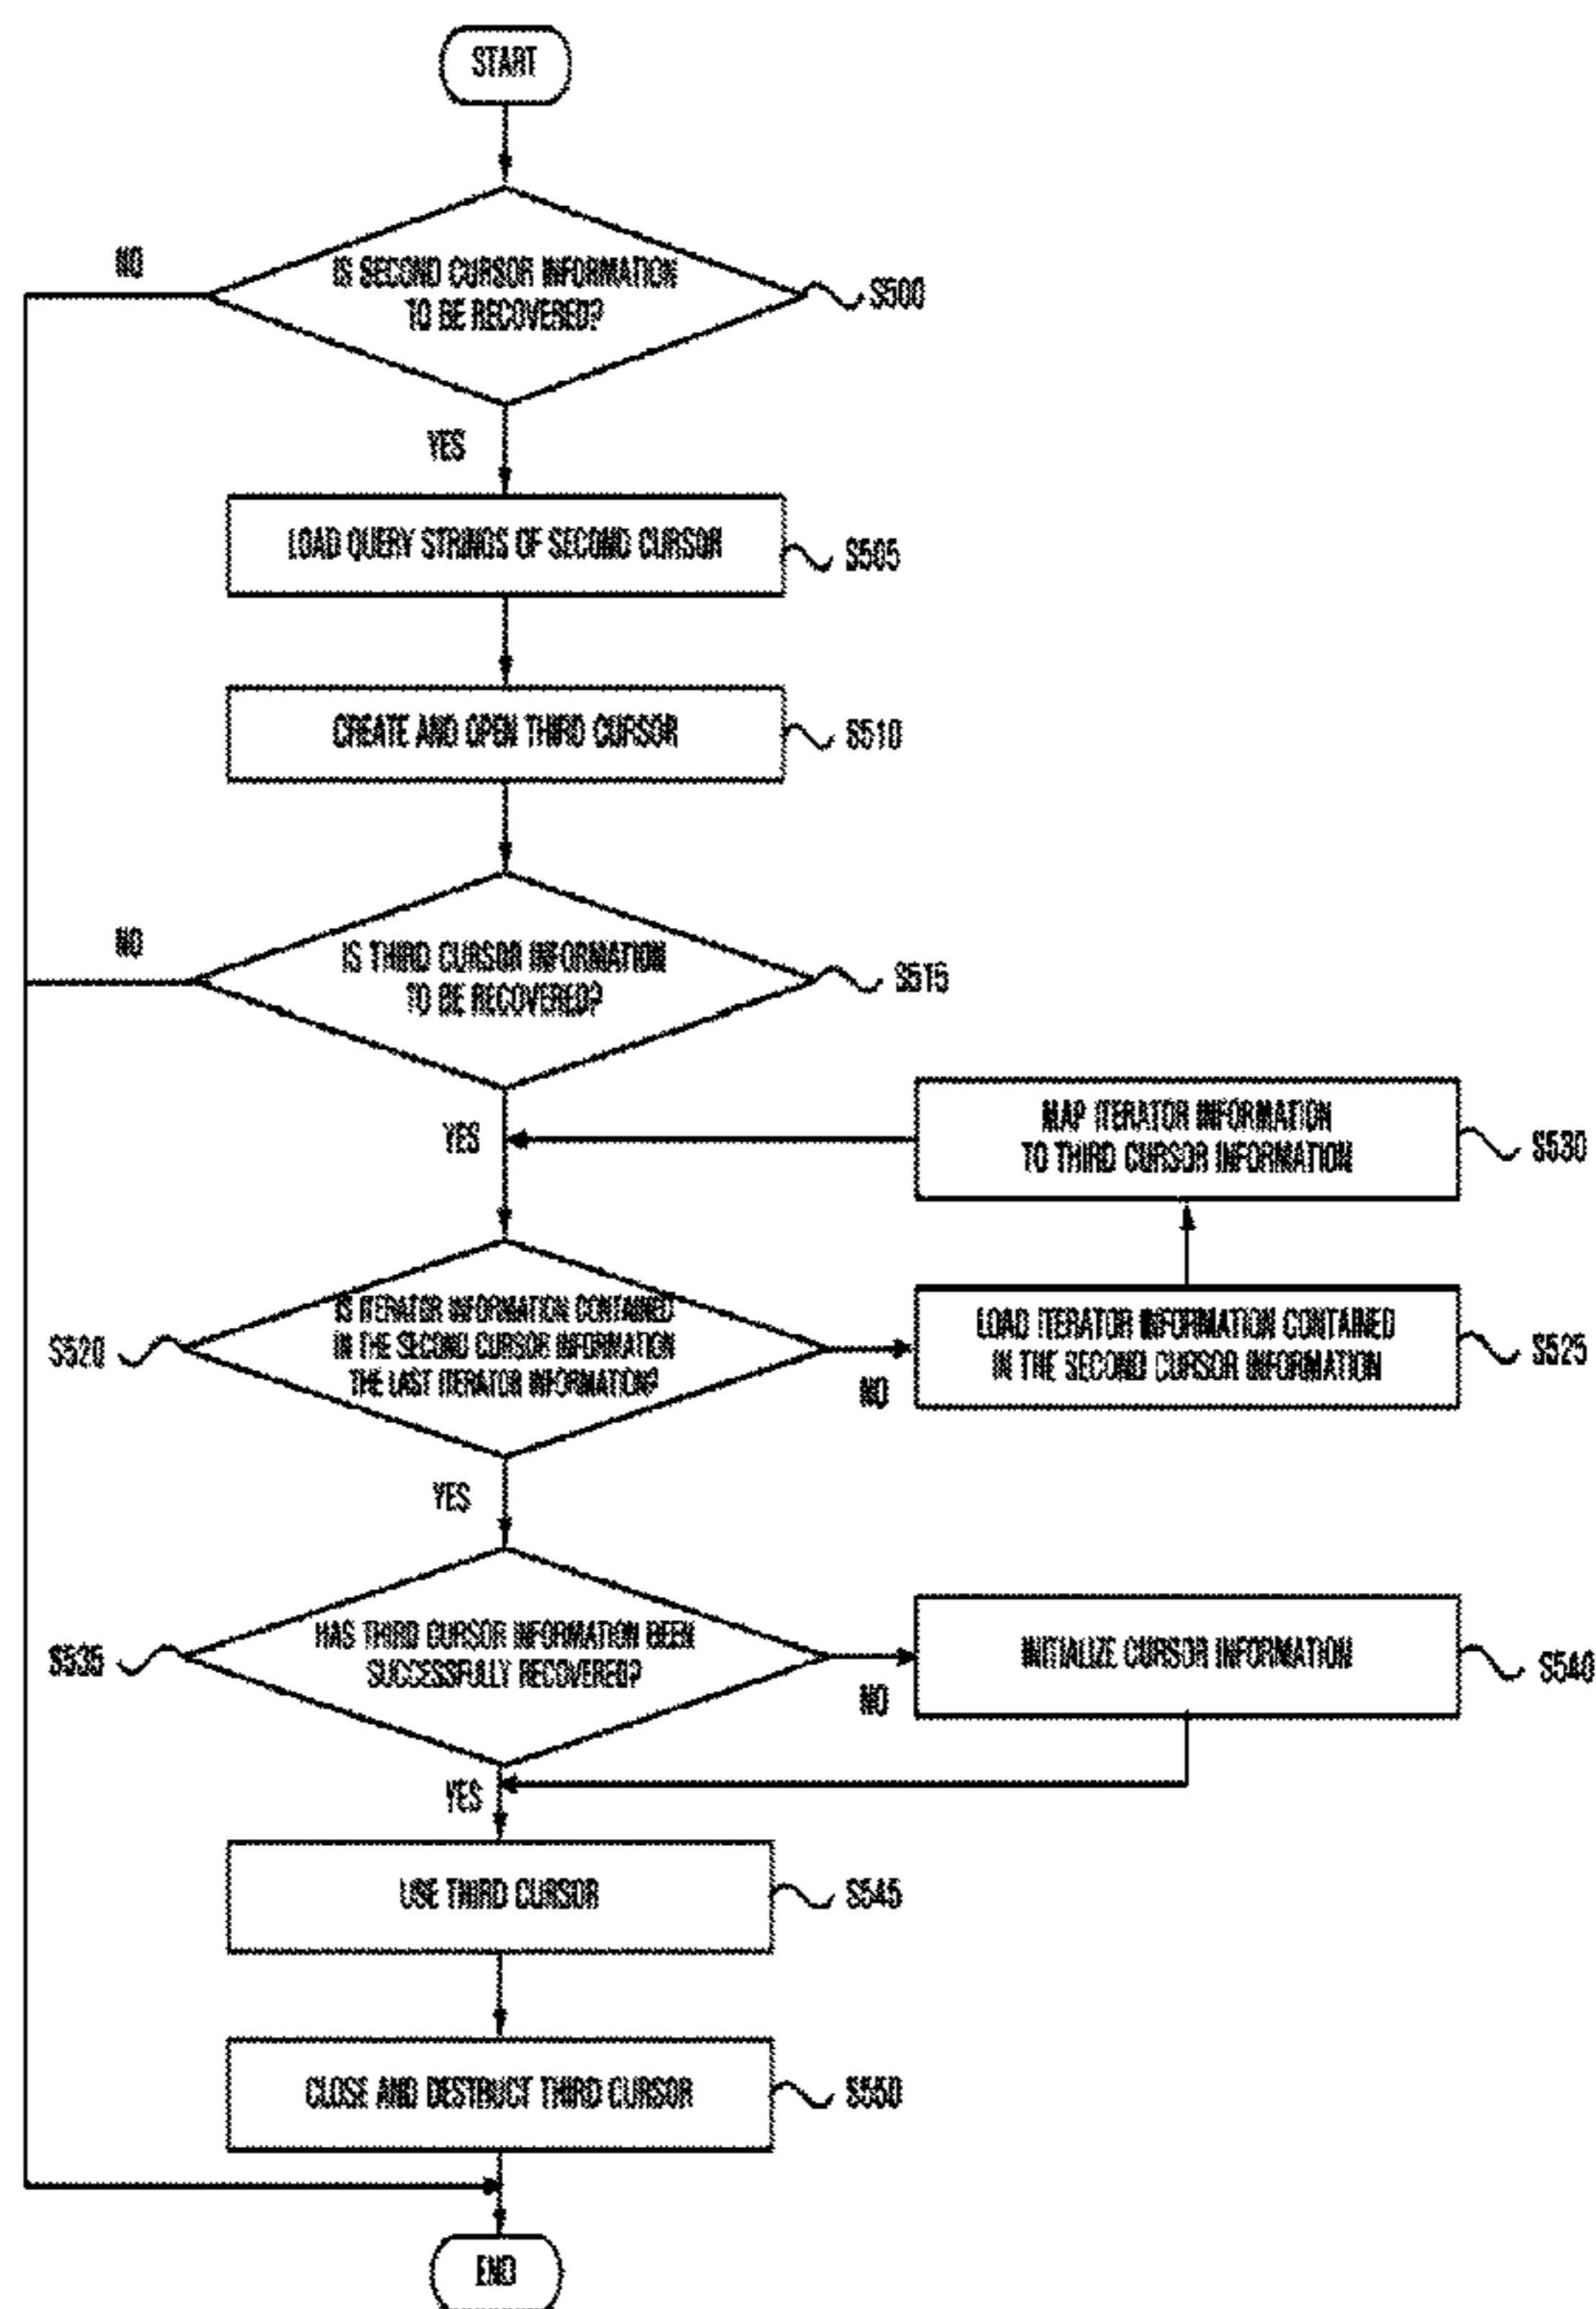 START
NO
IS SECOND CURSOR INFORMATION
TO BE RECOVERED?
S500
YES
LOAD QUERY STRINGS OF SECOND CURSOR
S505
CREATE AND OPEN THIRD CURSOR
S510
NO
IS THIRD CURSOR INFORMATION
TO BE RECOVERED?
S515
YES
MAP ITERATOR INFORMATION
TO THIRD CURSOR INFORMATION
S530
S520
IS ITERATOR INFORMATION CONTAINED
IN THE SECOND CURSOR INFORMATION
THE LAST ITERATOR INFORMATION?
NO
LOAD ITERATOR INFORMATION CONTAINED
IN THE SECOND CURSOR INFORMATION
S525
YES
S535
HAS THIRD CURSOR INFORMATION BEEN
SUCCESSFULLY RECOVERED?
NO
INITIALIZE CURSOR INFORMATION
S540
YES
USE THIRD CURSOR
S545
CLOSE AND DESTRUCT THIRD CURSOR
S550
END